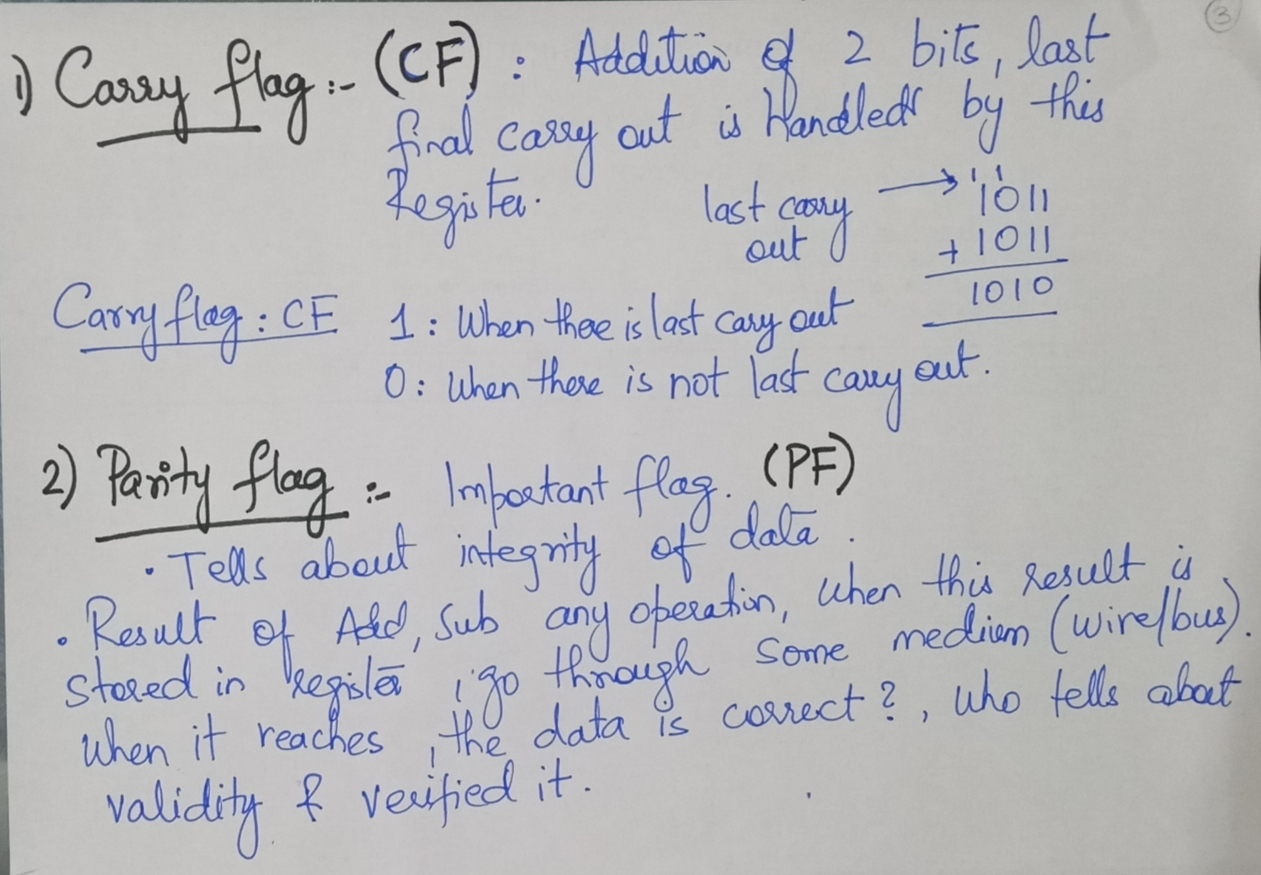 3
1) Carry flag :- (CF) : Addition of 2 bits, last
final carry out is Handled by this
Register.
last carry out → 1 1
1011
+ 1011
1010
Carry flag : CF 1 : When there is last cary out
0 : When there is not last carry out.
2) Parity flag :- Important flag. (PF)
• Tells about integrity of data.
• Result of Add, Sub any operation, when this result is
stored in register, go through some medium (wire/bus).
when it reaches, the data is correct?, who tells about
validity & verified it.